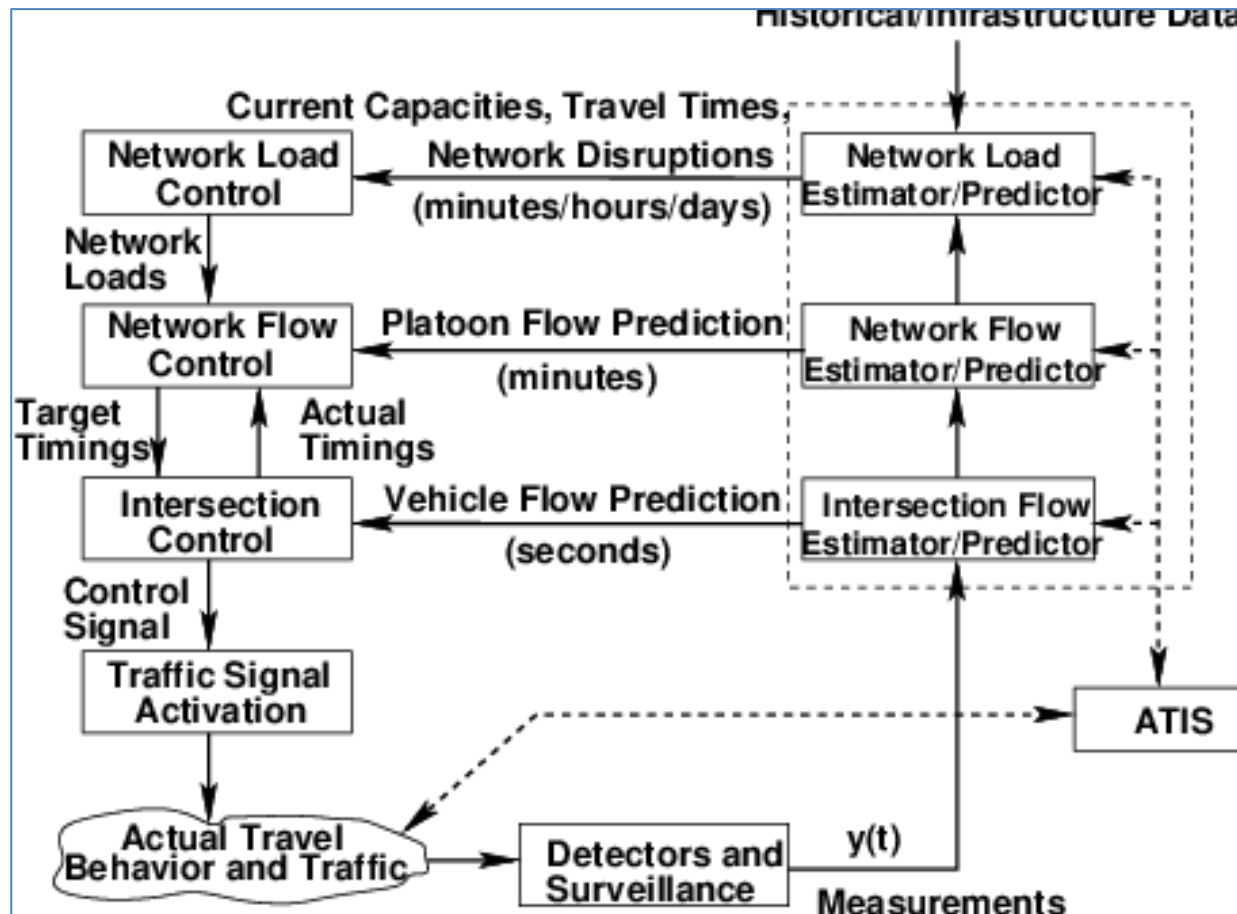 Historical/Infrastructure Data
Current Capacities, Travel Times,
Network Load
Control
Network Disruptions
(minutes/hours/days)
Network Load
Estimator/Predictor
Network
Loads
Network Flow
Control
Platoon Flow Prediction
(minutes)
Network Flow
Estimator/Predictor
Target
Timings
Actual
Timings
Intersection
Control
Vehicle Flow Prediction
(seconds)
Intersection Flow
Estimator/Predictor
Control
Signal
Traffic Signal
Activation
ATIS
Actual Travel
Behavior and Traffic
Detectors and
Surveillance
y(t)
Measurements